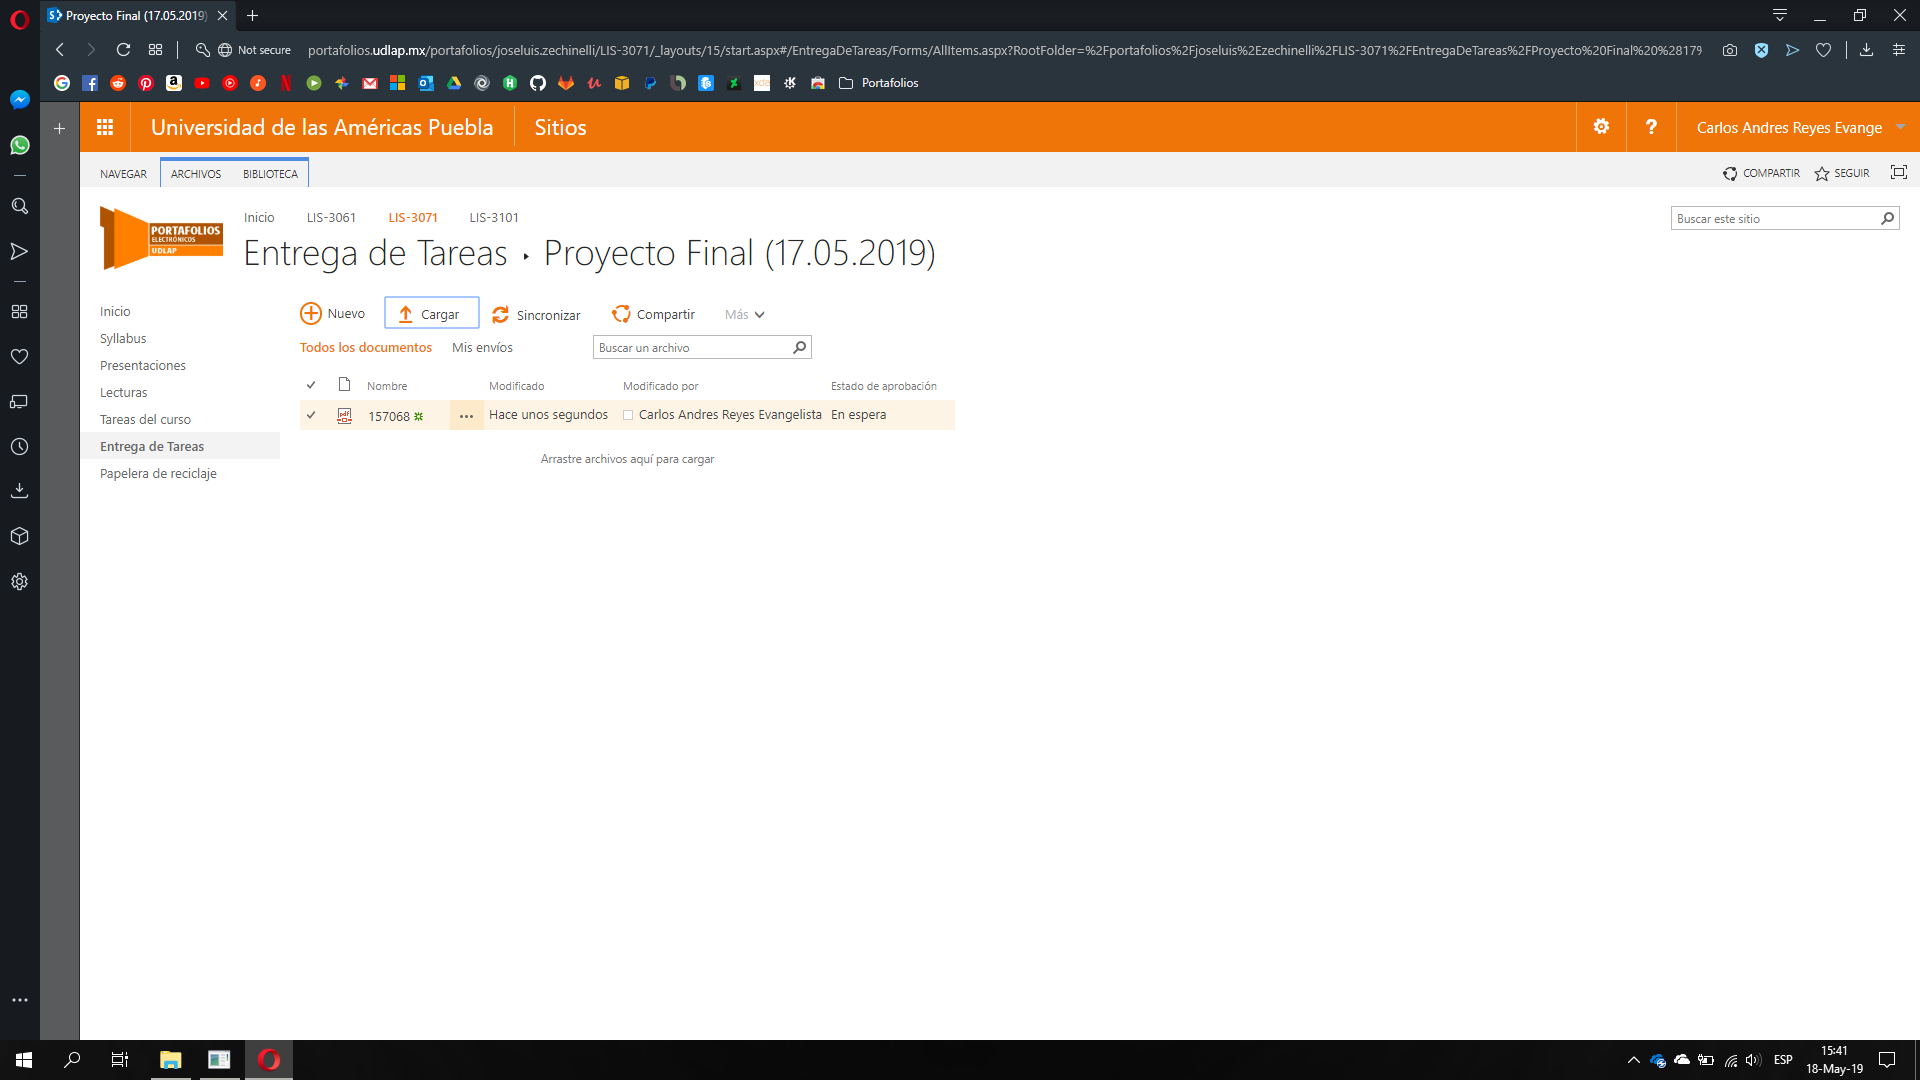 Proyecto Final (17.05.2019)
Not secure
portafolios.udlap.mx/portafolios/joseluis.zechinelli/LIS-3071/_layouts/15/start.aspx#/EntregaDeTareas/Forms/AllItems.aspx?RootFolder=%2Fportafolios%2Fjoseluis%2Ezechinelli%2FLIS-3071%2FEntregaDeTareas%2FProyecto%20Final%20%28179
Portafolios
Universidad de las Américas Puebla
Sitios
Carlos Andres Reyes Evange
NAVEGAR
ARCHIVOS
BIBLIOTECA
COMPARTIR
SEGUIR
PORTAFOLIOS
ELECTRÓNICOS
UDLAP
Inicio
LIS-3061
LIS-3071
LIS-3101
Buscar este sitio
Entrega de Tareas ▸ Proyecto Final (17.05.2019)
Inicio
Syllabus
Presentaciones
Lecturas
Tareas del curso
Entrega de Tareas
Papelera de reciclaje
Nuevo
Cargar
Sincronizar
Compartir
Más
Todos los documentos
Mis envíos
Buscar un archivo
Nombre
Modificado
Modificado por
Estado de aprobación
157068
Hace unos segundos
Carlos Andres Reyes Evangelista
En espera
Arrastre archivos aquí para cargar
ESP
15:41
18-May-19